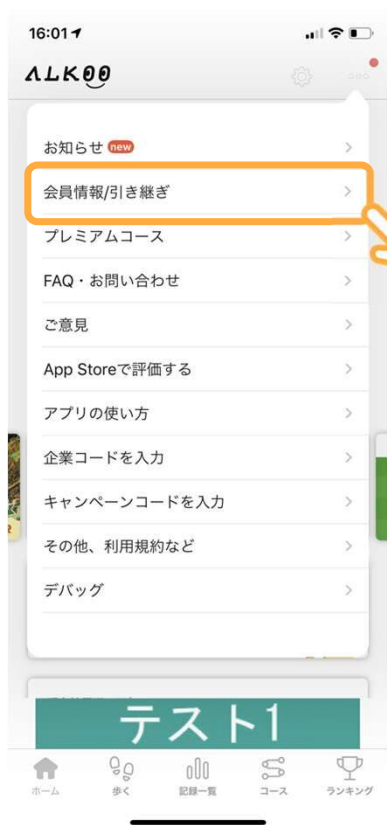 16:01
ALKOO
お知らせ new
会員情報/引き継ぎ
プレミアムコース
FAQ・お問い合わせ
ご意見
App Storeで評価する
アプリの使い方
企業コードを入力
キャンペーンコードを入力
その他、利用規約など
デバッグ
テスト1
ホーム 歩く 記録一覧 コース ランキング